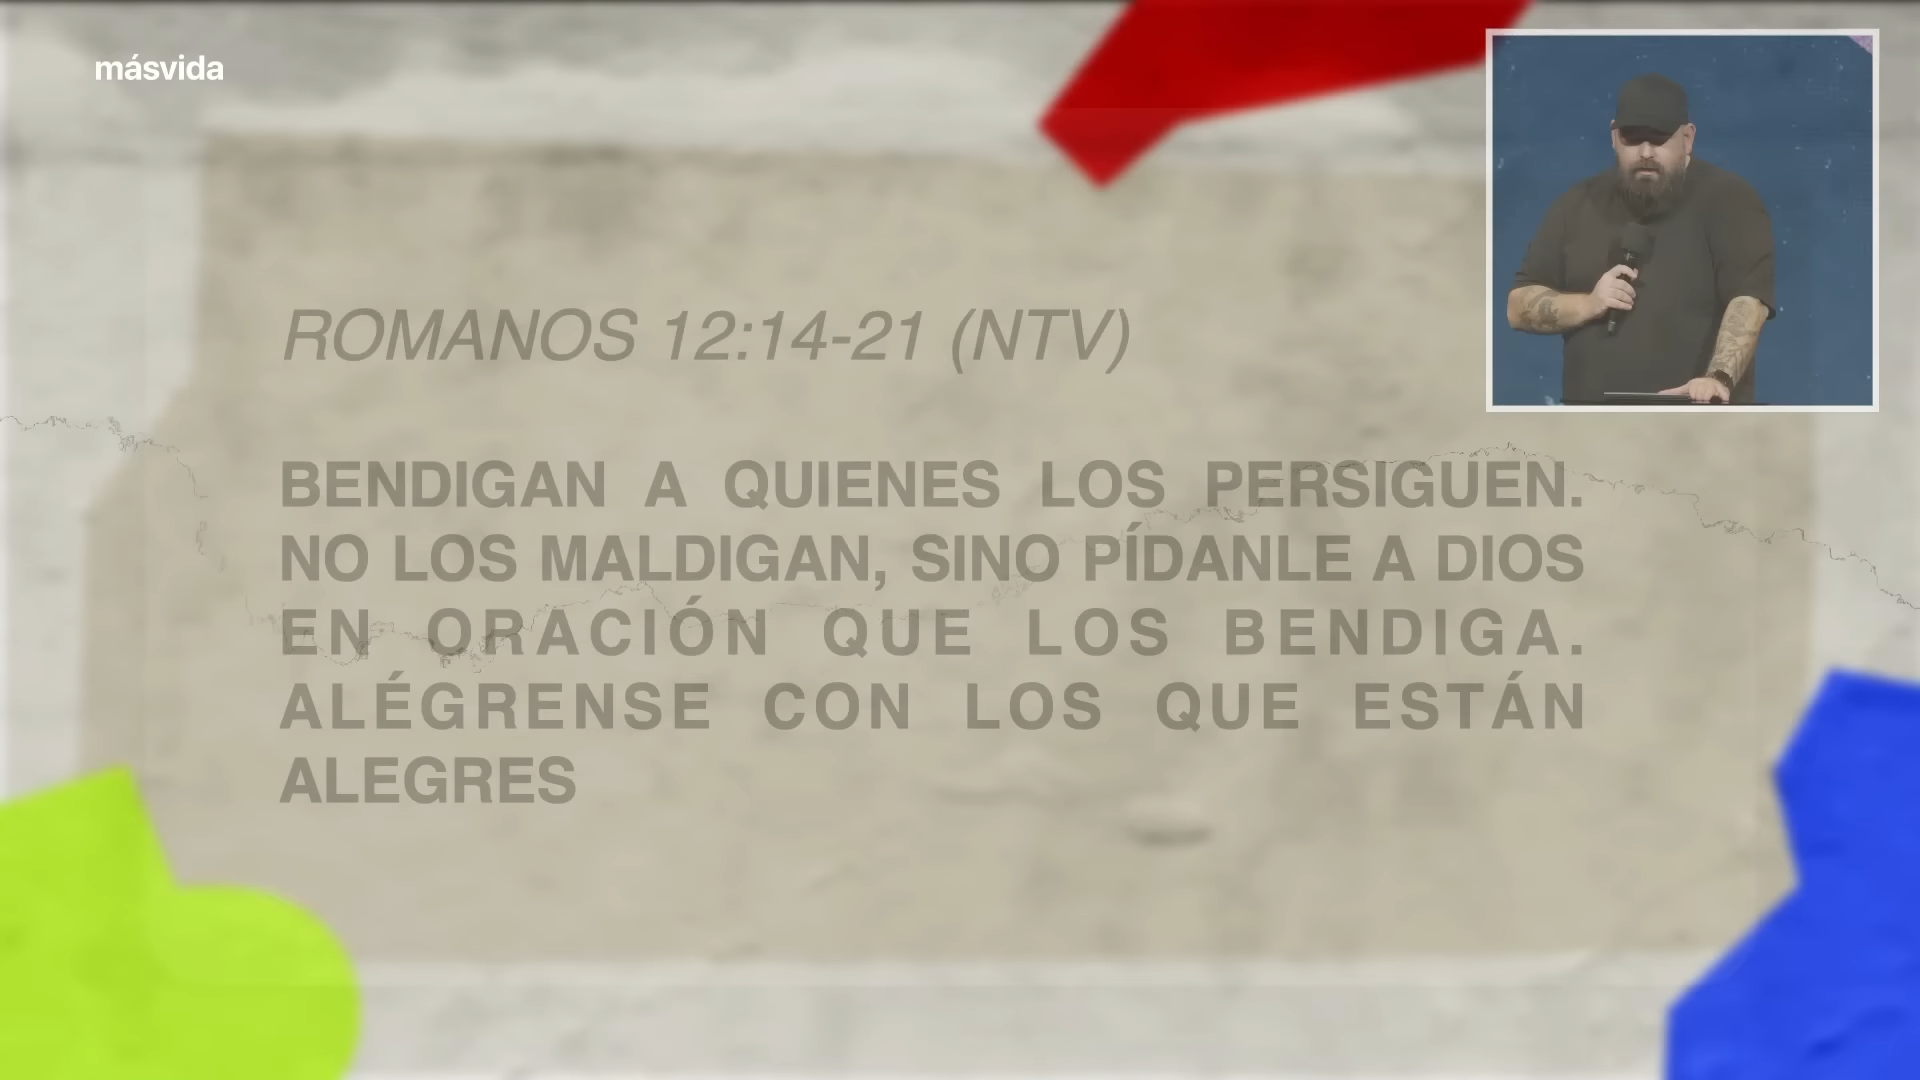 másvida
ROMANOS 12:14-21 (NTV)
BENDIGAN A QUIENES LOS PERSIGUEN.
NO LOS MALDIGAN, SINO PÍDANLE A DIOS
EN ORACIÓN QUE LOS BENDIGA.
ALÉGRENSE CON LOS QUE ESTÁN
ALEGRES